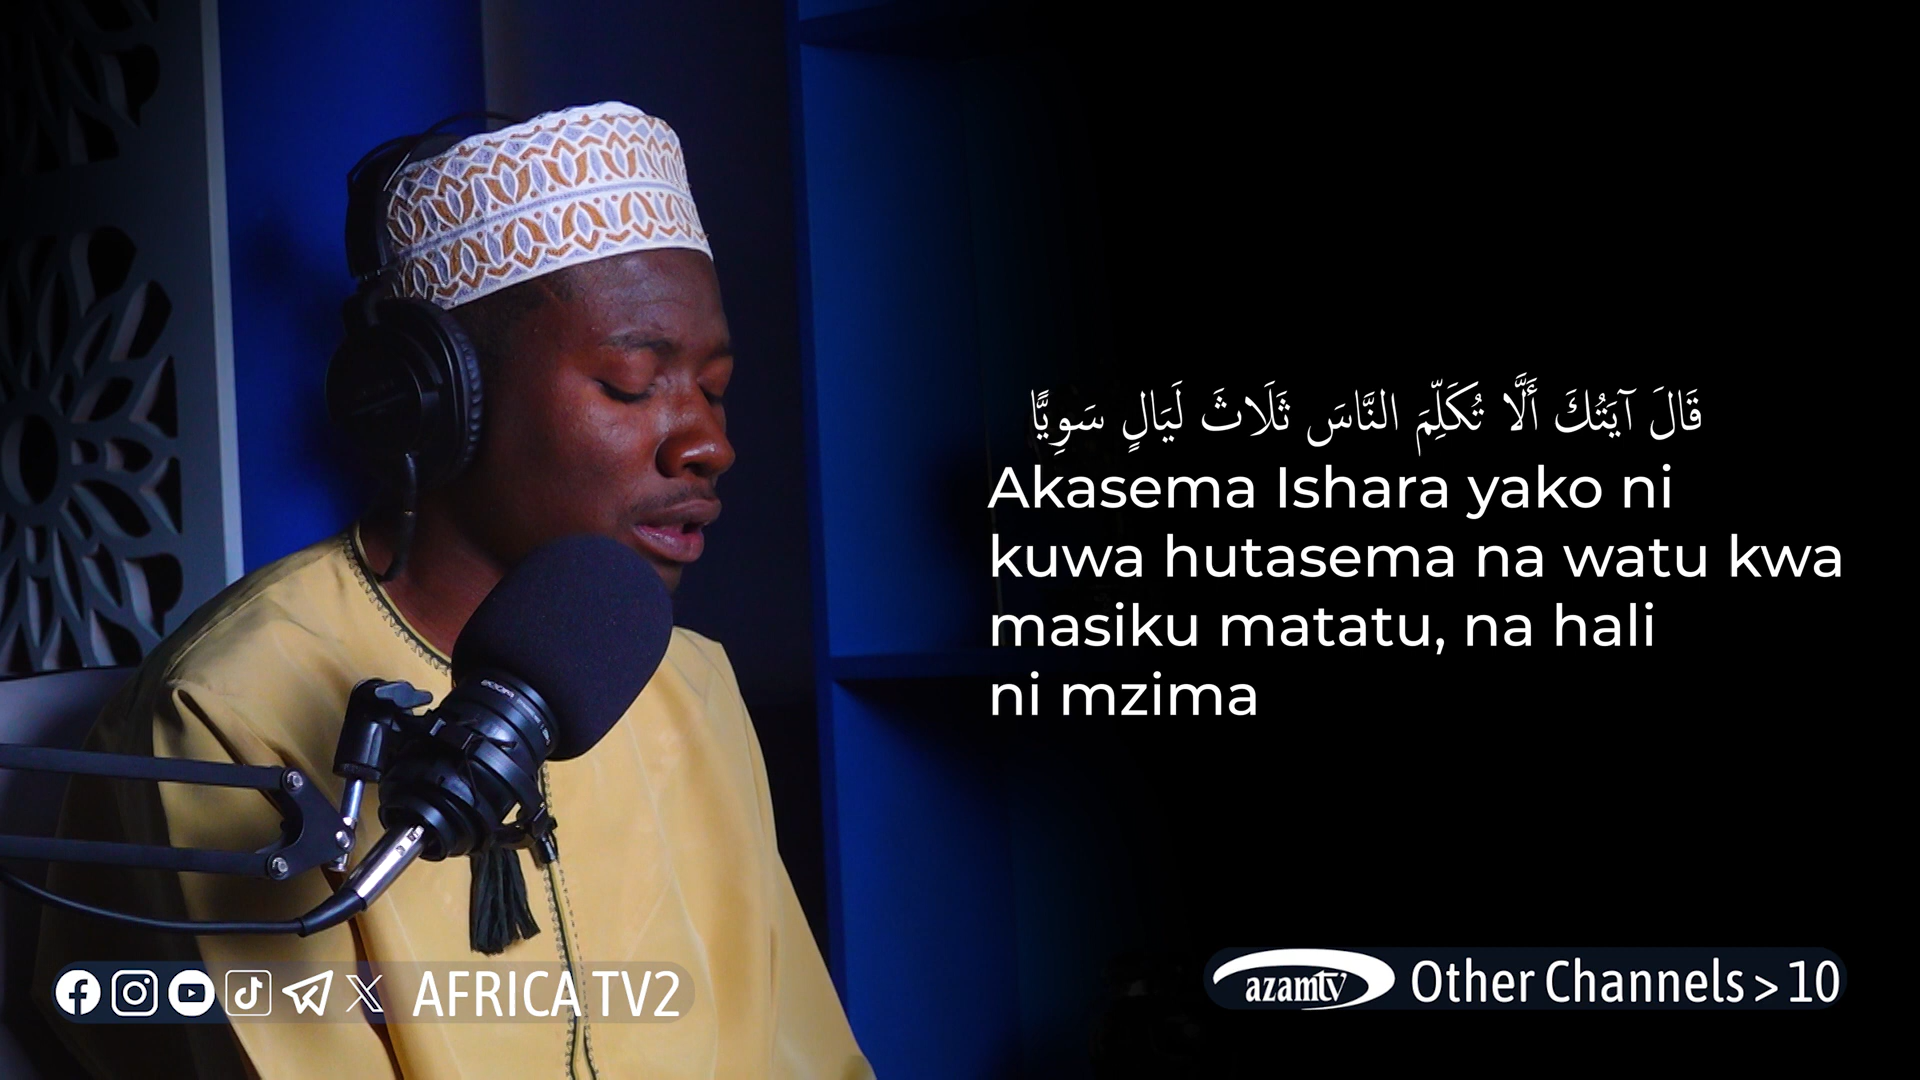 قَالَ آيَتُكَ أَلَّا تُكَلِّمَ النَّاسَ ثَلَاثَ لَيَالٍ سَوِيًّا
Akasema Ishara yako ni
kuwa hutasema na watu kwa
masiku matatu, na hali
ni mzima
AFRICA TV2
azamtv Other Channels > 10